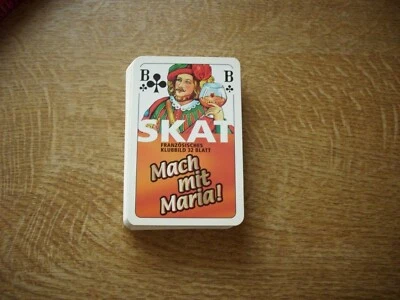 B B
SKAT
FRANZÖSISCHES
KLUBBILD 32 BLATT
Mach
mit
Maria!